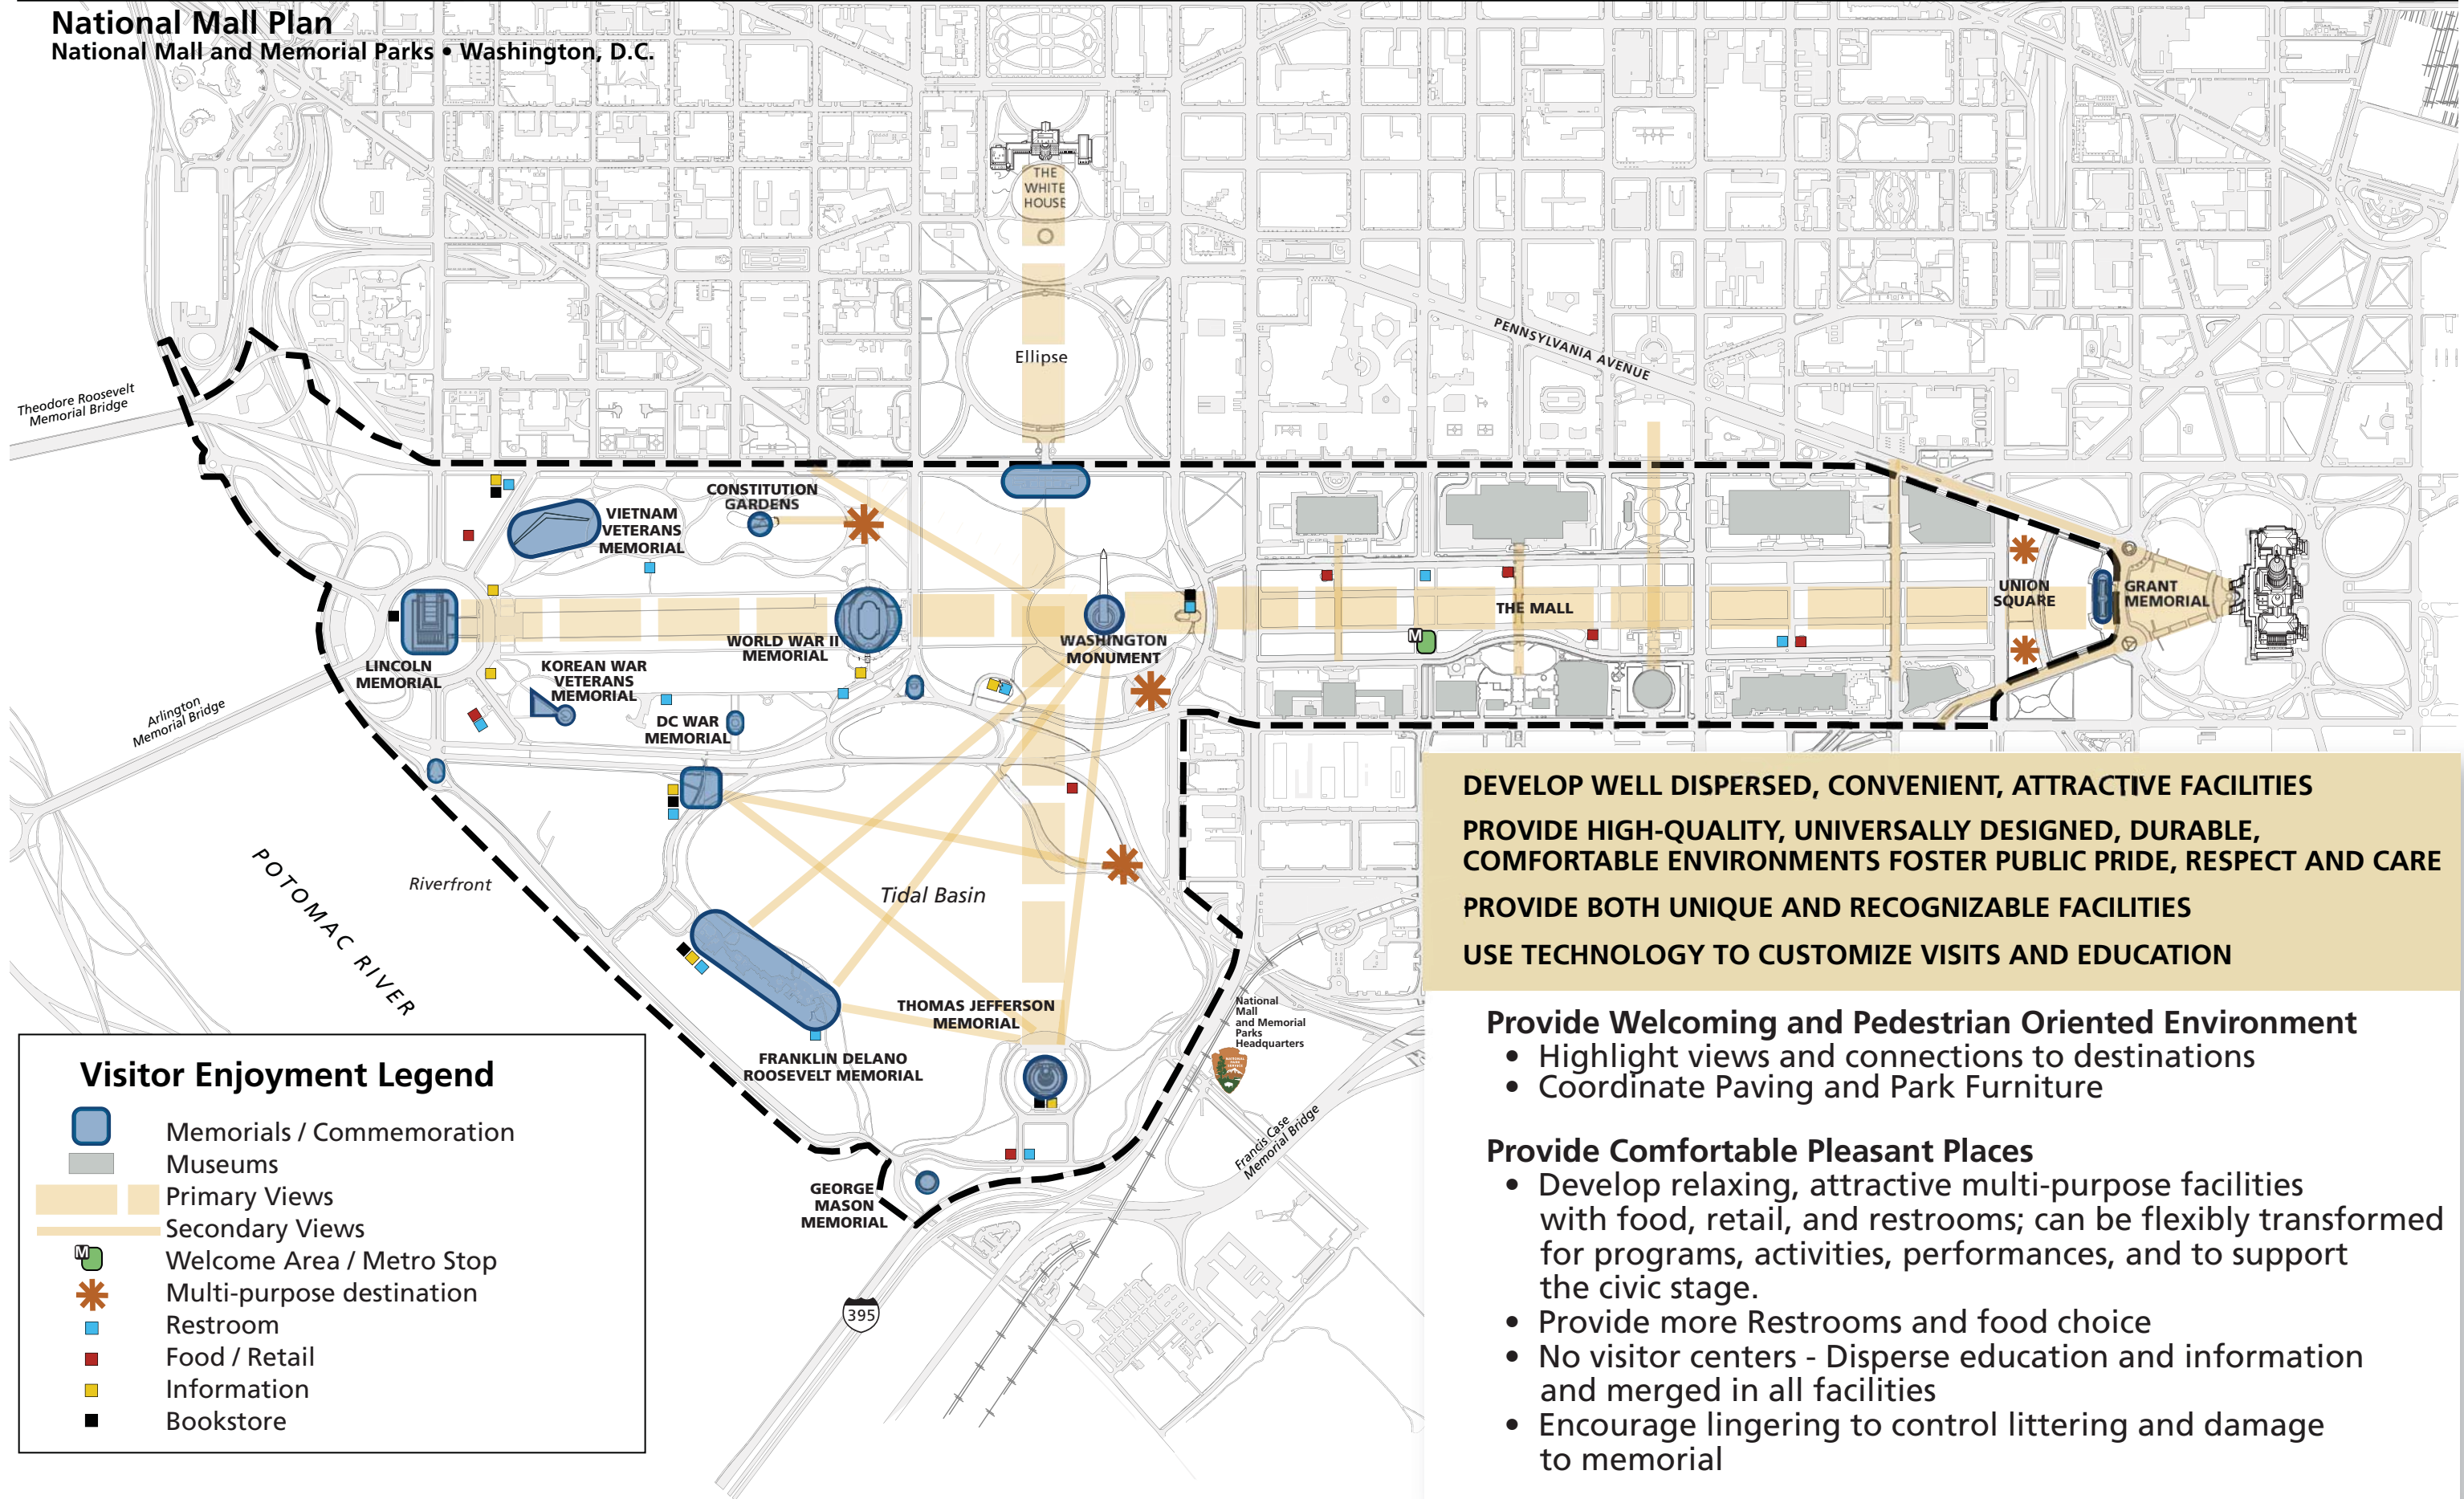 National Mall Plan
National Mall and Memorial Parks • Washington, D.C.
THE
WHITE
HOUSE
Ellipse
PENNSYLVANIA AVENUE
Theodore Roosevelt
Memorial Bridge
CONSTITUTION
GARDENS
VIETNAM
VETERANS
MEMORIAL
UNION
SQUARE
GRANT
MEMORIAL
THE MALL
M
WORLD WAR II
MEMORIAL
WASHINGTON
MONUMENT
LINCOLN
MEMORIAL
KOREAN WAR
VETERANS
MEMORIAL
DC WAR
MEMORIAL
Arlington
Memorial Bridge
POTOMAC RIVER
Riverfront
Tidal Basin
THOMAS JEFFERSON
MEMORIAL
FRANKLIN DELANO
ROOSEVELT MEMORIAL
National
Mall
and Memorial
Parks
Headquarters
Francis Case
Memorial Bridge
GEORGE
MASON
MEMORIAL
395
Visitor Enjoyment Legend
Memorials / Commemoration
Museums
Primary Views
Secondary Views
M
Welcome Area / Metro Stop
Multi-purpose destination
Restroom
Food / Retail
Information
Bookstore
DEVELOP WELL DISPERSED, CONVENIENT, ATTRACTIVE FACILITIES
PROVIDE HIGH-QUALITY, UNIVERSALLY DESIGNED, DURABLE,
COMFORTABLE ENVIRONMENTS FOSTER PUBLIC PRIDE, RESPECT AND CARE
PROVIDE BOTH UNIQUE AND RECOGNIZABLE FACILITIES
USE TECHNOLOGY TO CUSTOMIZE VISITS AND EDUCATION
Provide Welcoming and Pedestrian Oriented Environment
• Highlight views and connections to destinations
• Coordinate Paving and Park Furniture
Provide Comfortable Pleasant Places
• Develop relaxing, attractive multi-purpose facilities
with food, retail, and restrooms; can be flexibly transformed
for programs, activities, performances, and to support
the civic stage.
• Provide more Restrooms and food choice
• No visitor centers - Disperse education and information
and merged in all facilities
• Encourage lingering to control littering and damage
to memorial